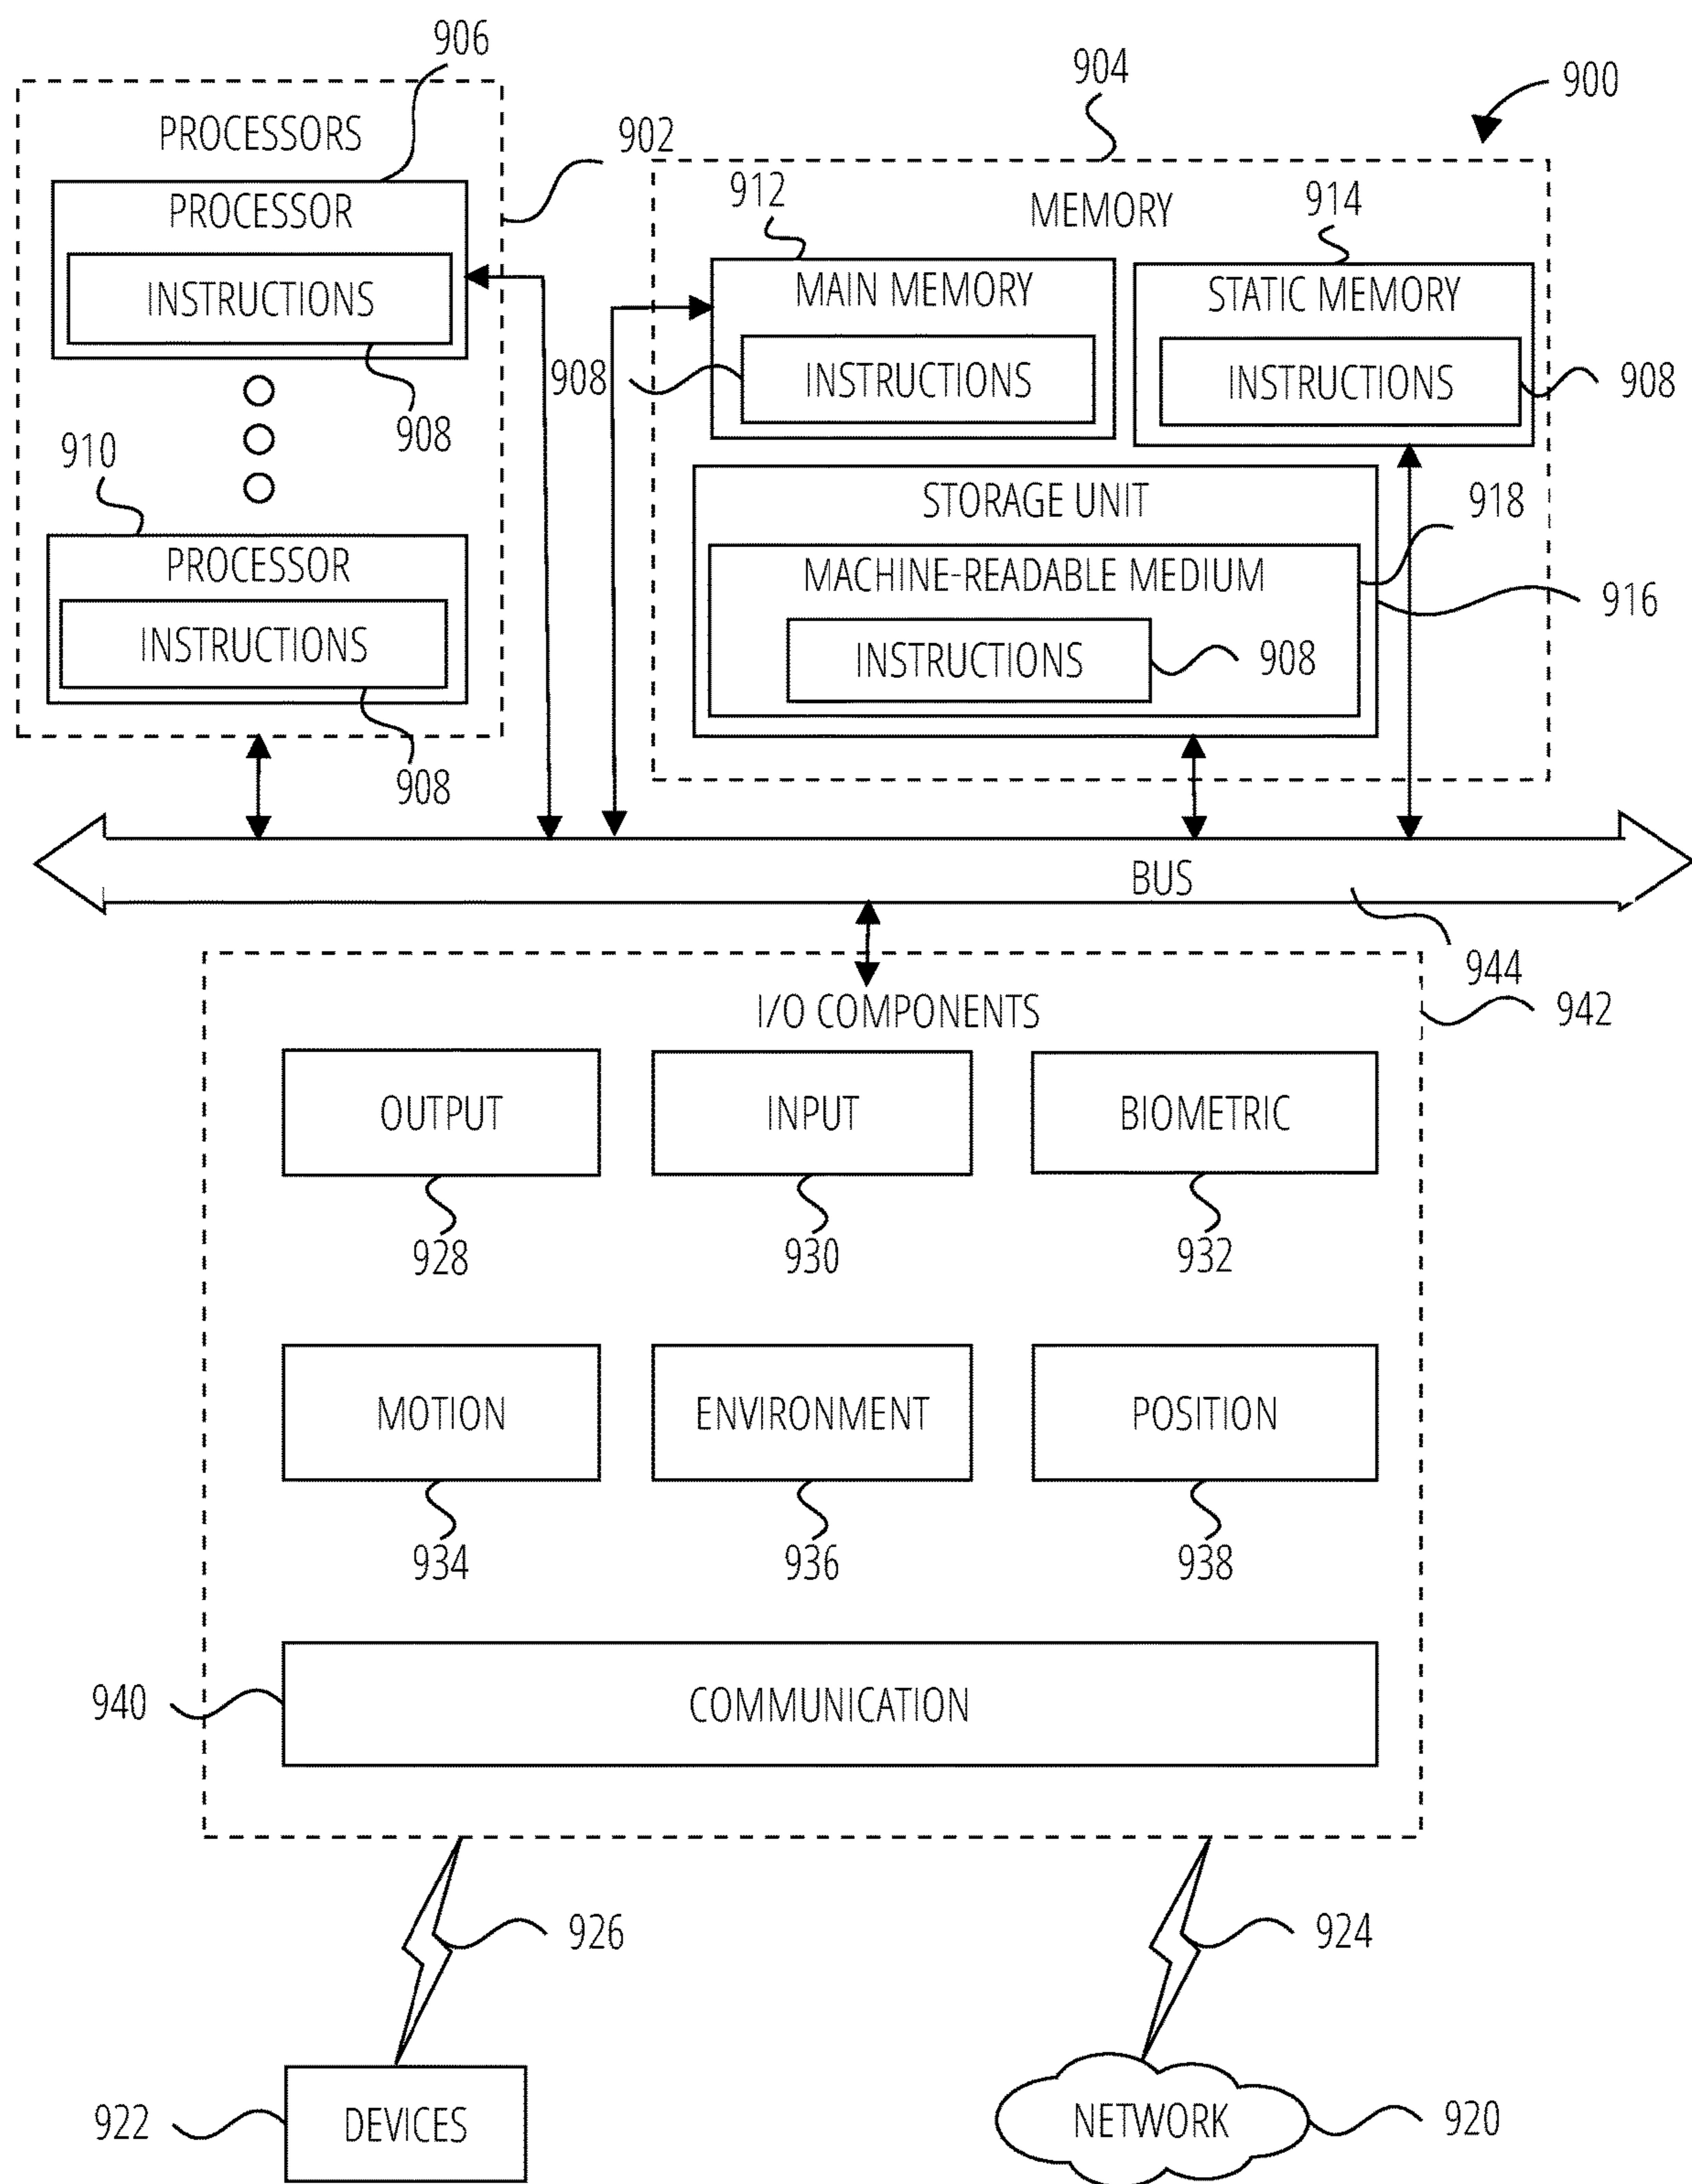 906
904
900
PROCESSORS
902
PROCESSOR
912
MEMORY
914
INSTRUCTIONS
MAIN MEMORY
STATIC MEMORY
908
INSTRUCTIONS
INSTRUCTIONS
908
908
910
STORAGE UNIT
918
PROCESSOR
MACHINE-READABLE MEDIUM
916
INSTRUCTIONS
INSTRUCTIONS
908
908
BUS
944
I/O COMPONENTS
942
OUTPUT
INPUT
BIOMETRIC
928
930
932
MOTION
ENVIRONMENT
POSITION
934
936
938
940
COMMUNICATION
926
924
922
DEVICES
NETWORK
920